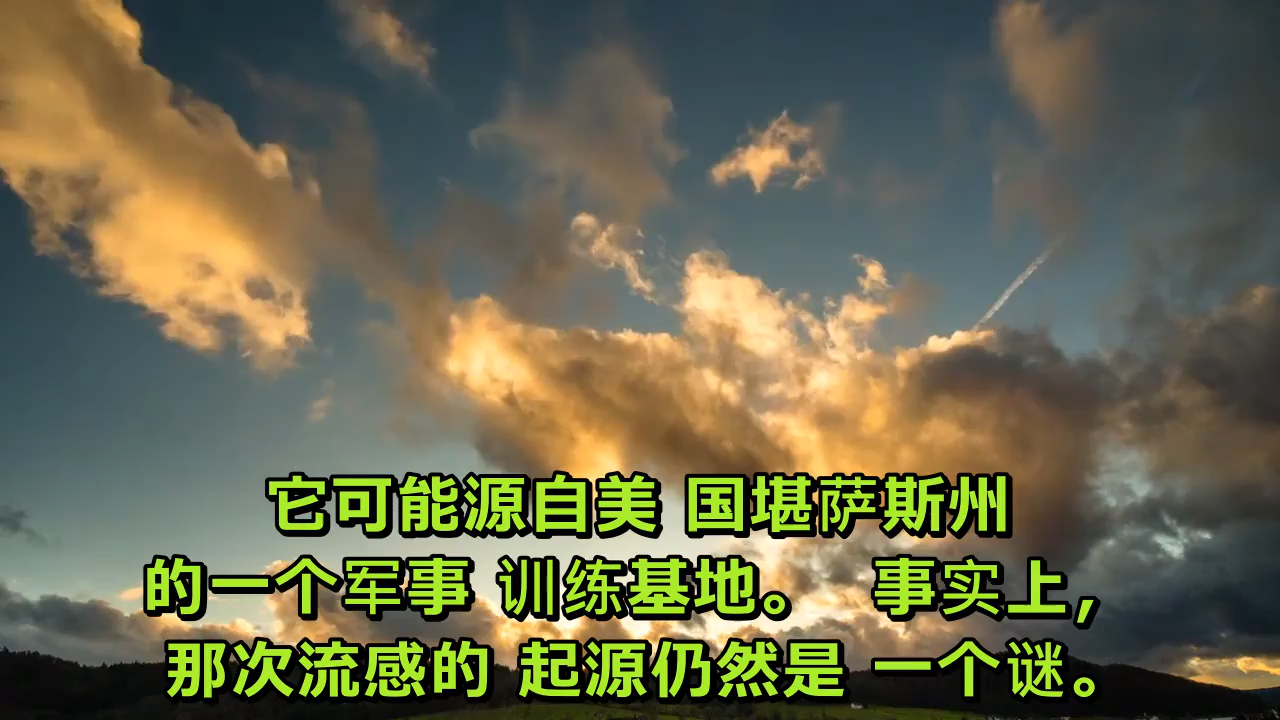 它可能源自美 国堪萨斯州
的一个军事 训练基地。 事实上，
那次流感的 起源仍然是 一个谜。